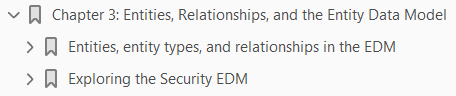 Chapter 3: Entities, Relationships, and the Entity Data Model
Entities, entity types, and relationships in the EDM
Exploring the Security EDM